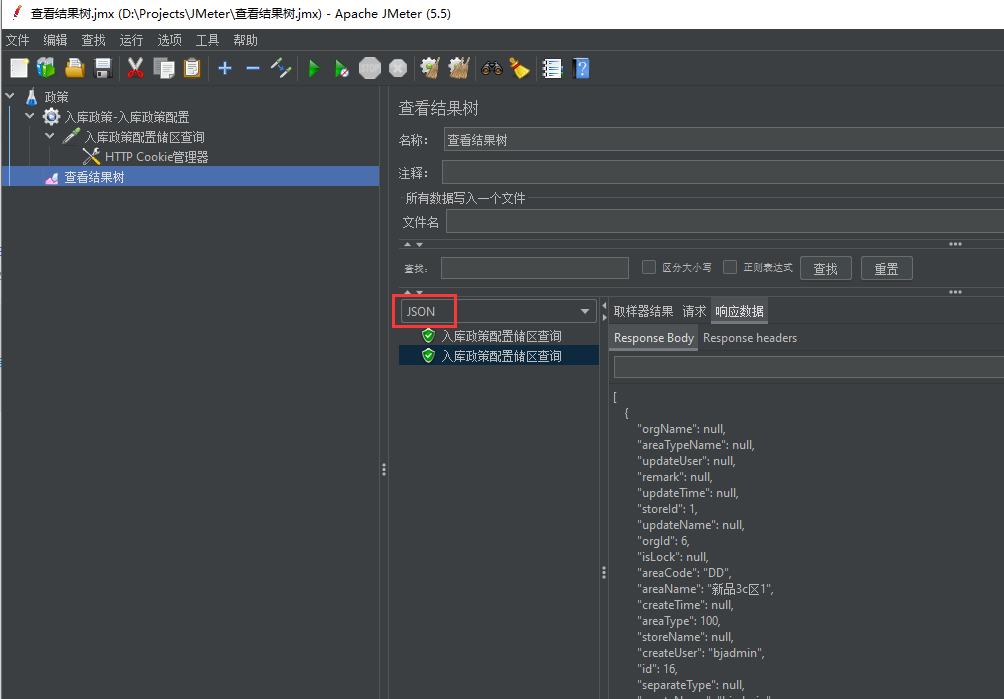 查看结果树.jmx (D:\Projects\JMeter\查看结果树.jmx) - Apache JMeter (5.5)
文件 编辑 查找 运行 选项 工具 帮助
STOP
政策
入库政策-入库政策配置
入库政策配置储区查询
HTTP Cookie管理器
查看结果树
查看结果树
名称： 查看结果树
注释：
所有数据写入一个文件
文件名
查找: 区分大小写 正则表达式 查找 重置
JSON
入库政策配置储区查询
入库政策配置储区查询
取样器结果 请求 响应数据
Response Body Response headers
[
{
"orgName": null,
"areaTypeName": null,
"updateUser": null,
"remark": null,
"updateTime": null,
"storeId": 1,
"updateName": null,
"orgId": 6,
"isLock": null,
"areaCode": "DD",
"areaName": "新品3c区1",
"createTime": null,
"areaType": 100,
"storeName": null,
"createUser": "bjadmin",
"id": 16,
"separateType": null,